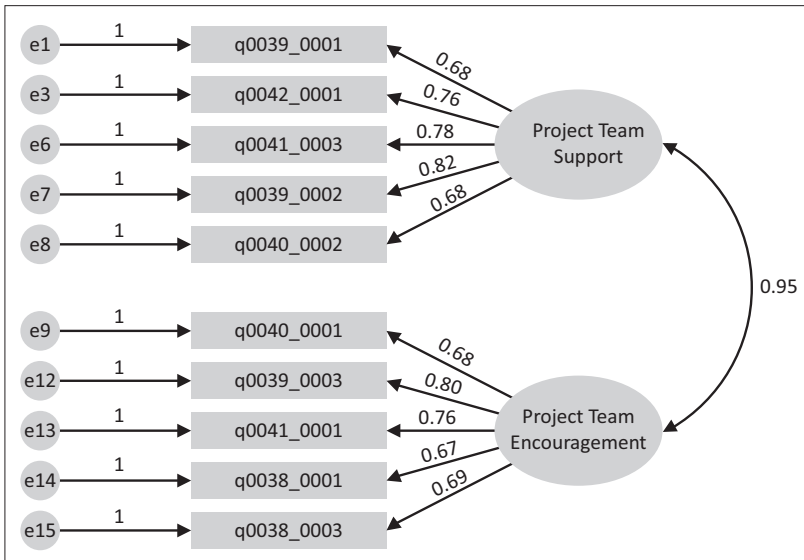 e1 1 q0039_0001 0.68
e3 1 q0042_0001 0.76
e6 1 q0041_0003 0.78
e7 1 q0039_0002 0.82
e8 1 q0040_0002 0.68
Project Team
Support
0.95
e9 1 q0040_0001 0.68
e12 1 q0039_0003 0.80
e13 1 q0041_0001 0.76
e14 1 q0038_0001 0.67
e15 1 q0038_0003 0.69
Project Team
Encouragement